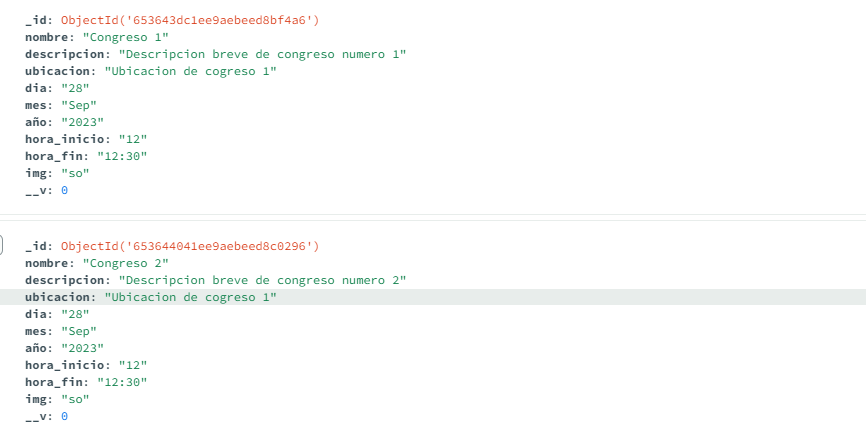 _id: ObjectId('653643dc1ee9aebeed8bf4a6')
nombre: "Congreso 1"
descripcion: "Descripcion breve de congreso numero 1"
ubicacion: "Ubicacion de cogreso 1"
dia: "28"
mes: "Sep"
año: "2023"
hora_inicio: "12"
hora_fin: "12:30"
img: "so"
__v: 0
_id: ObjectId('653644041ee9aebeed8c0296')
nombre: "Congreso 2"
descripcion: "Descripcion breve de congreso numero 2"
ubicacion: "Ubicacion de cogreso 1"
dia: "28"
mes: "Sep"
año: "2023"
hora_inicio: "12"
hora_fin: "12:30"
img: "so"
__v: 0